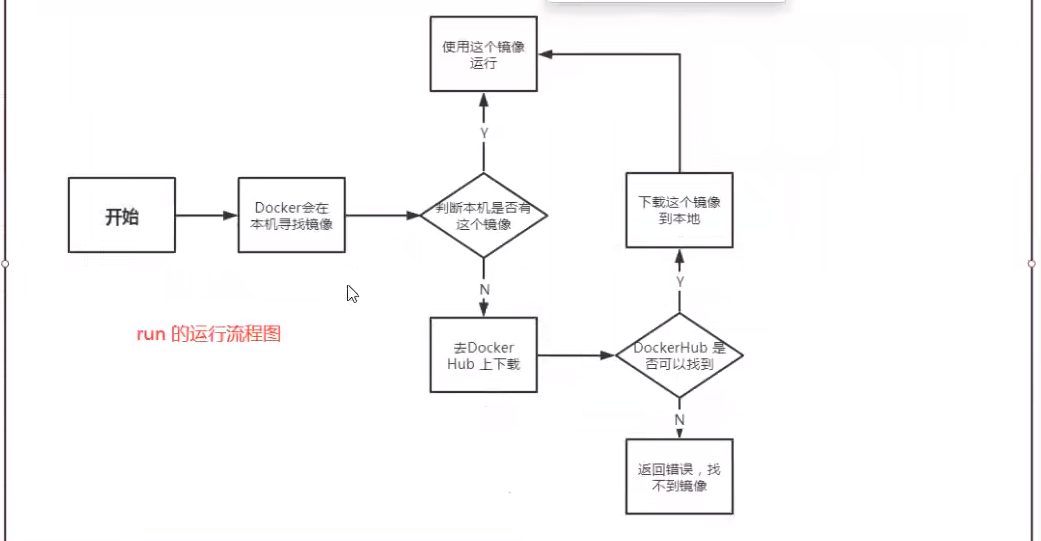 使用这个镜像
运行
Y
开始
Docker会在
本机寻找镜像
判断本机是否有
这个镜像
下载这个镜像
到本地
N
Y
run 的运行流程图
去Docker
Hub 上下载
DockerHub 是
否可以找到
N
返回错误，找
不到镜像